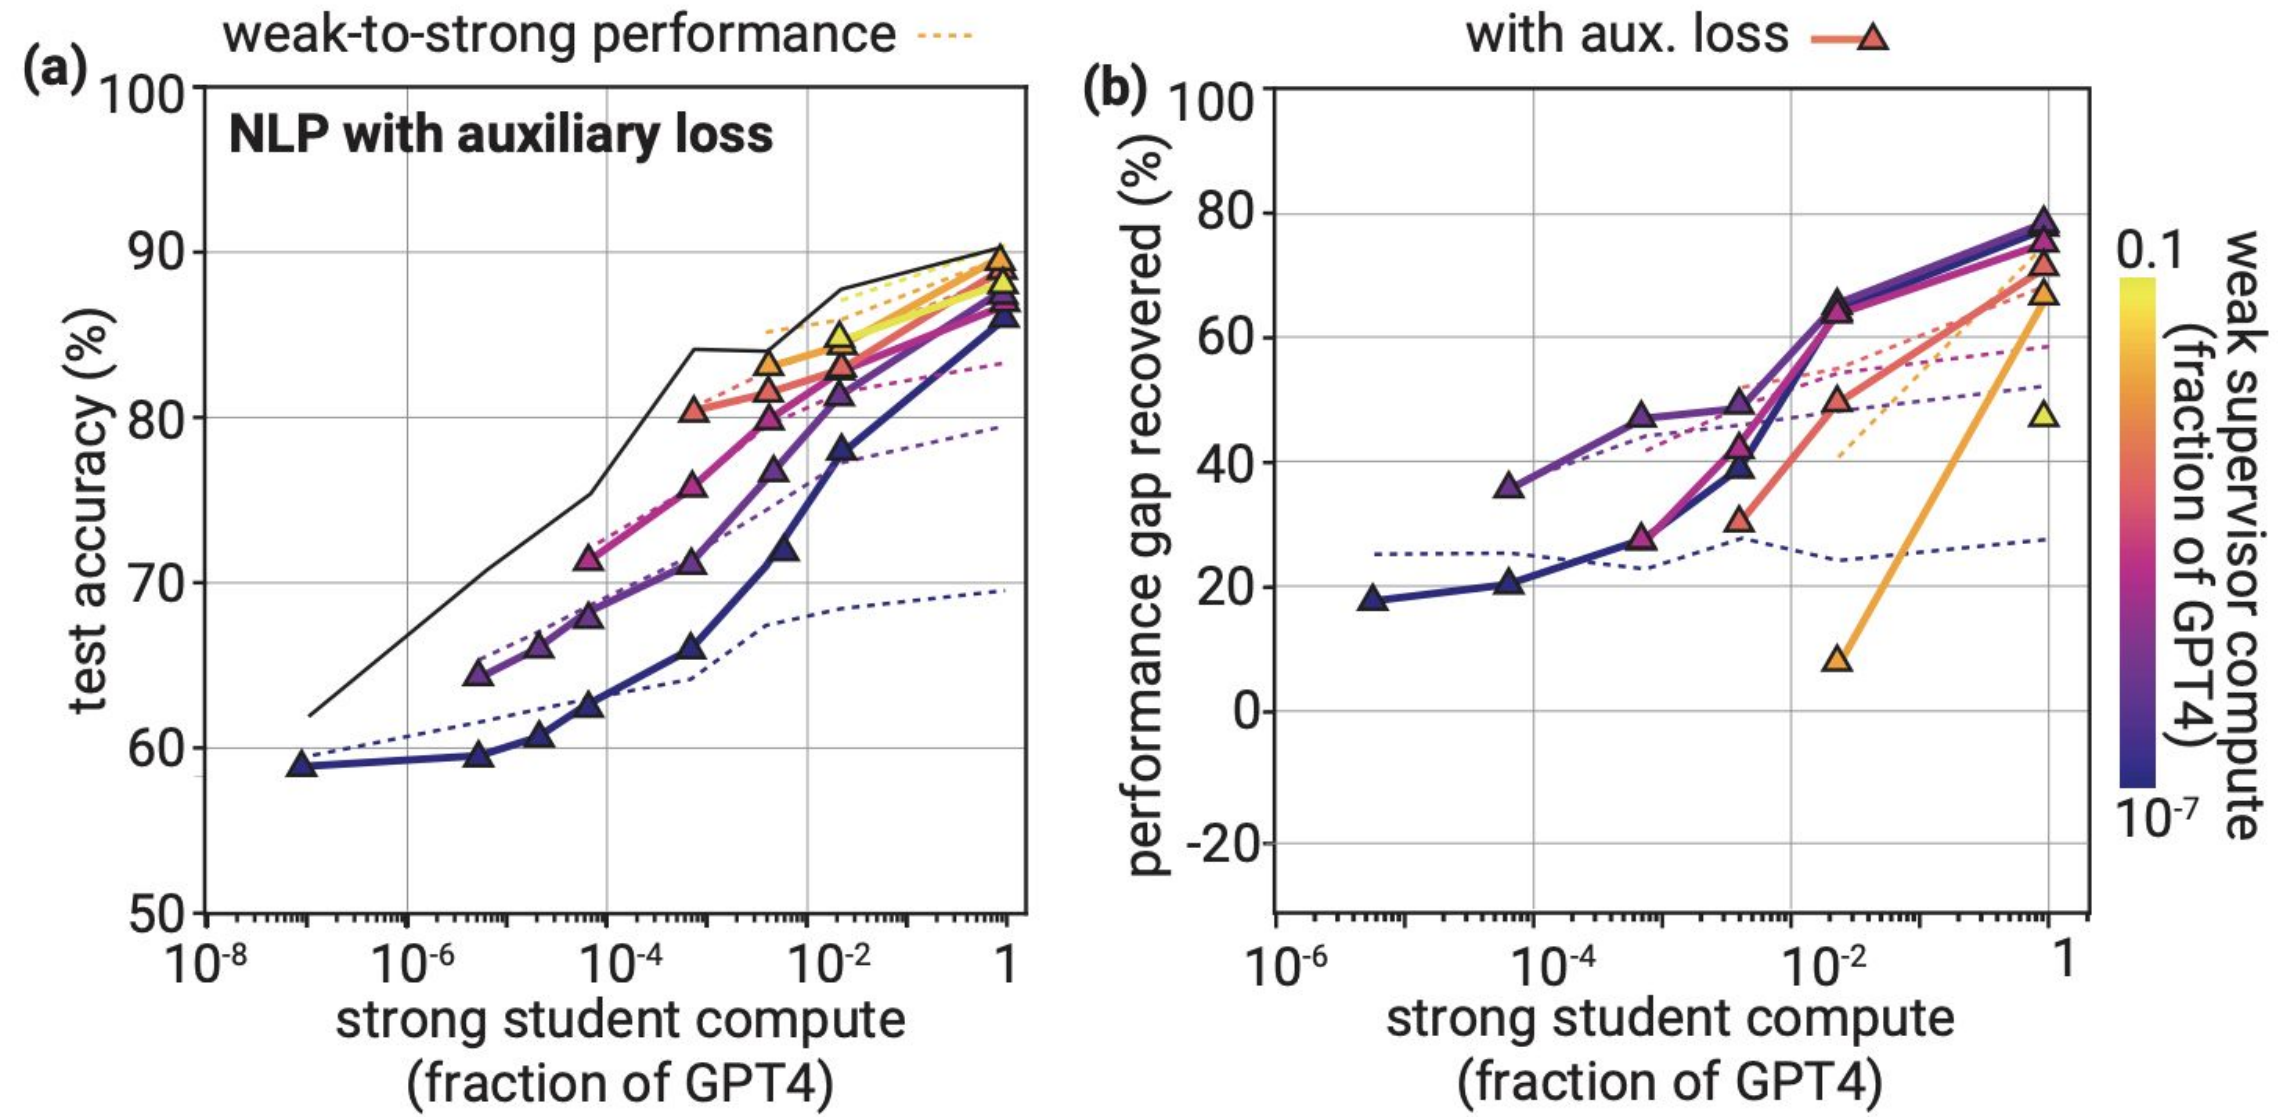 weak-to-strong performance
(a)
NLP with auxiliary loss
test accuracy (%)
100
90
80
70
60
50
10-8
10-6
10-4
10-2
1
strong student compute
(fraction of GPT4)
with aux. loss
(b)
performance gap recovered (%)
100
80
60
40
20
0
-20
10-6
10-4
10-2
1
strong student compute
(fraction of GPT4)
0.1
10-7
weak supervisor compute
(fraction of GPT4)